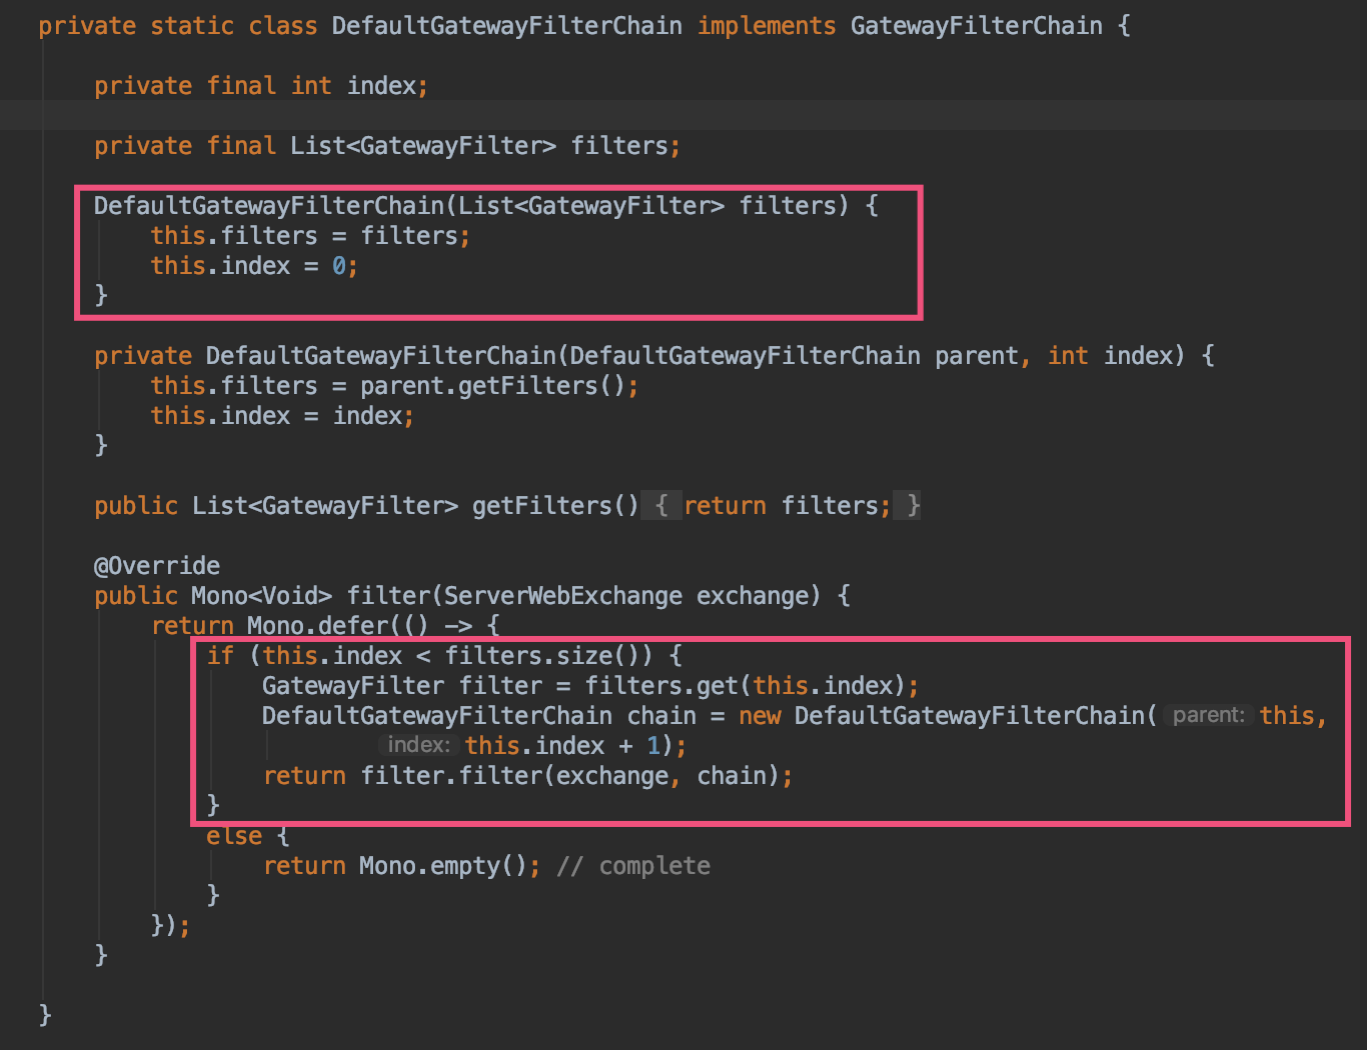 private static class DefaultGatewayFilterChain implements GatewayFilterChain {
private final int index;
private final List<GatewayFilter> filters;
DefaultGatewayFilterChain(List<GatewayFilter> filters) {
this.filters = filters;
this.index = 0;
}
private DefaultGatewayFilterChain(DefaultGatewayFilterChain parent, int index) {
this.filters = parent.getFilters();
this.index = index;
}
public List<GatewayFilter> getFilters() { return filters; }
@Override
public Mono<Void> filter(ServerWebExchange exchange) {
return Mono.defer(() -> {
if (this.index < filters.size()) {
GatewayFilter filter = filters.get(this.index);
DefaultGatewayFilterChain chain = new DefaultGatewayFilterChain( parent: this,
index: this.index + 1);
return filter.filter(exchange, chain);
}
else {
return Mono.empty(); // complete
}
});
}
}